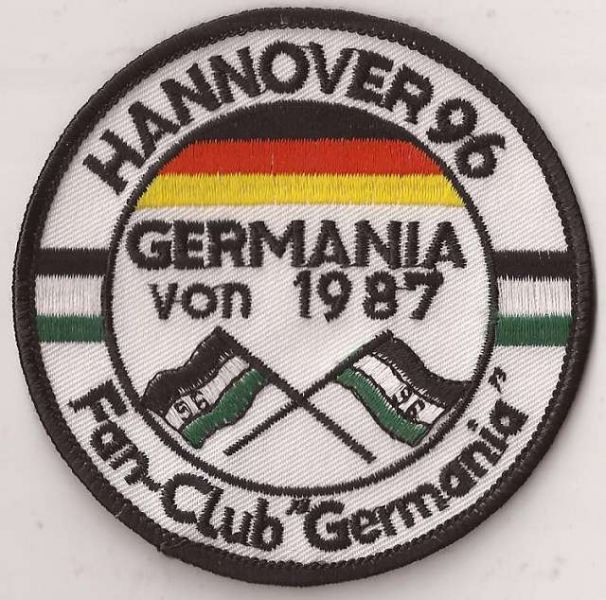 HANNOVER 96
GERMANIA
von 1987
96
96
Fan-Club "Germania"